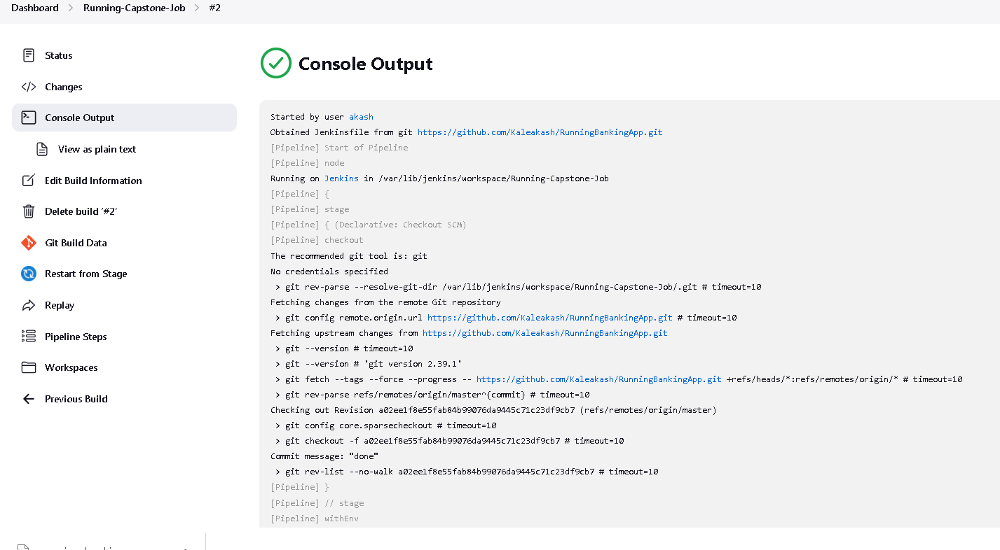 Dashboard > Running-Capstone-Job > #2
Status
Changes
Console Output
View as plain text
Edit Build Information
Delete build ‘#2’
Git Build Data
Restart from Stage
Replay
Pipeline Steps
Workspaces
Previous Build
Console Output
Started by user akash
Obtained Jenkinsfile from git https://github.com/Kaleakash/RunningBankingApp.git
[Pipeline] Start of Pipeline
[Pipeline] node
Running on Jenkins in /var/lib/jenkins/workspace/Running-Capstone-Job
[Pipeline] {
[Pipeline] stage
[Pipeline] { (Declarative: Checkout SCM)
[Pipeline] checkout
The recommended git tool is: git
No credentials specified
> git rev-parse --resolve-git-dir /var/lib/jenkins/workspace/Running-Capstone-Job/.git # timeout=10
Fetching changes from the remote Git repository
> git config remote.origin.url https://github.com/Kaleakash/RunningBankingApp.git # timeout=10
Fetching upstream changes from https://github.com/Kaleakash/RunningBankingApp.git
> git --version # timeout=10
> git --version # 'git version 2.39.1'
> git fetch --tags --force --progress -- https://github.com/Kaleakash/RunningBankingApp.git +refs/heads/*:refs/remotes/origin/* # timeout=10
> git rev-parse refs/remotes/origin/master^{commit} # timeout=10
Checking out Revision a02ee1f8e55fab84b99076da9445c71c23df9cb7 (refs/remotes/origin/master)
> git config core.sparsecheckout # timeout=10
> git checkout -f a02ee1f8e55fab84b99076da9445c71c23df9cb7 # timeout=10
Commit message: "done"
> git rev-list --no-walk a02ee1f8e55fab84b99076da9445c71c23df9cb7 # timeout=10
[Pipeline] }
[Pipeline] // stage
[Pipeline] withEnv